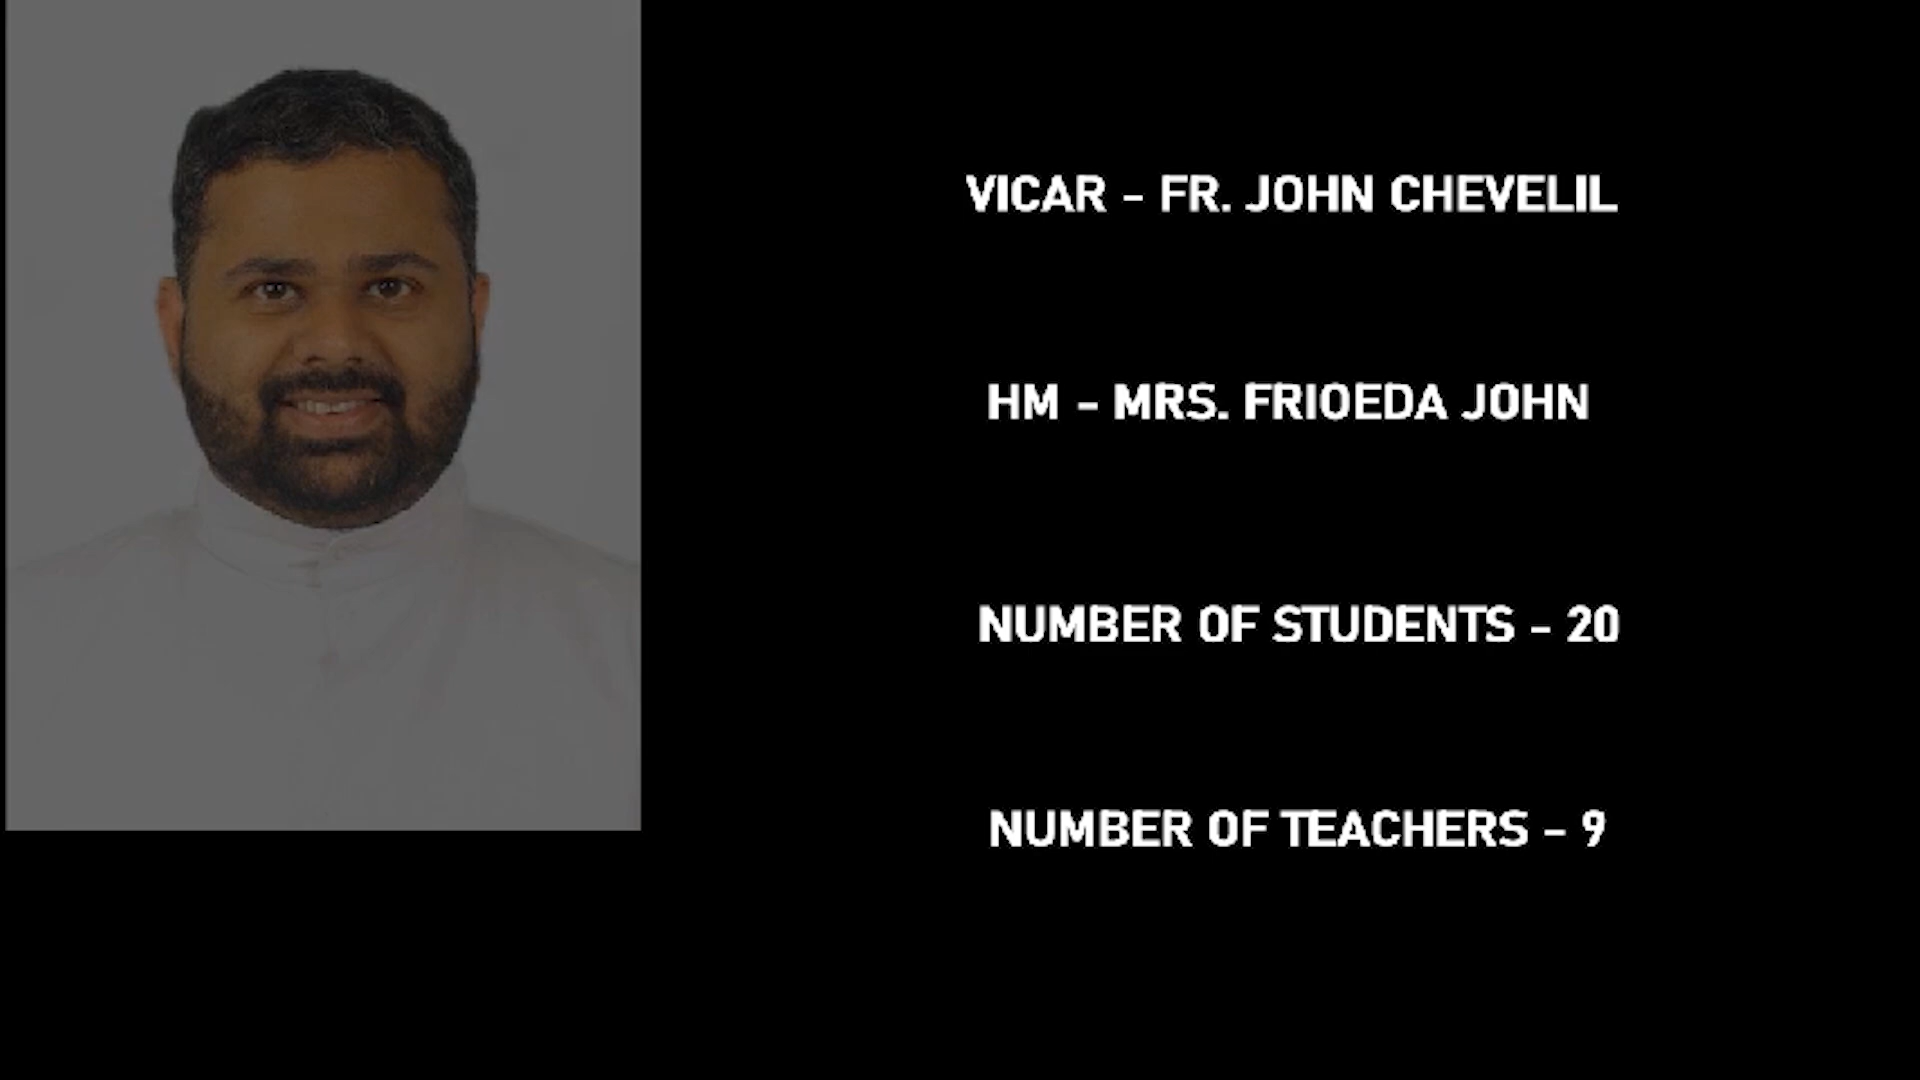 VICAR – FR. JOHN CHEVELIL
HM – MRS. FRIOEDA JOHN
NUMBER OF STUDENTS – 20
NUMBER OF TEACHERS – 9